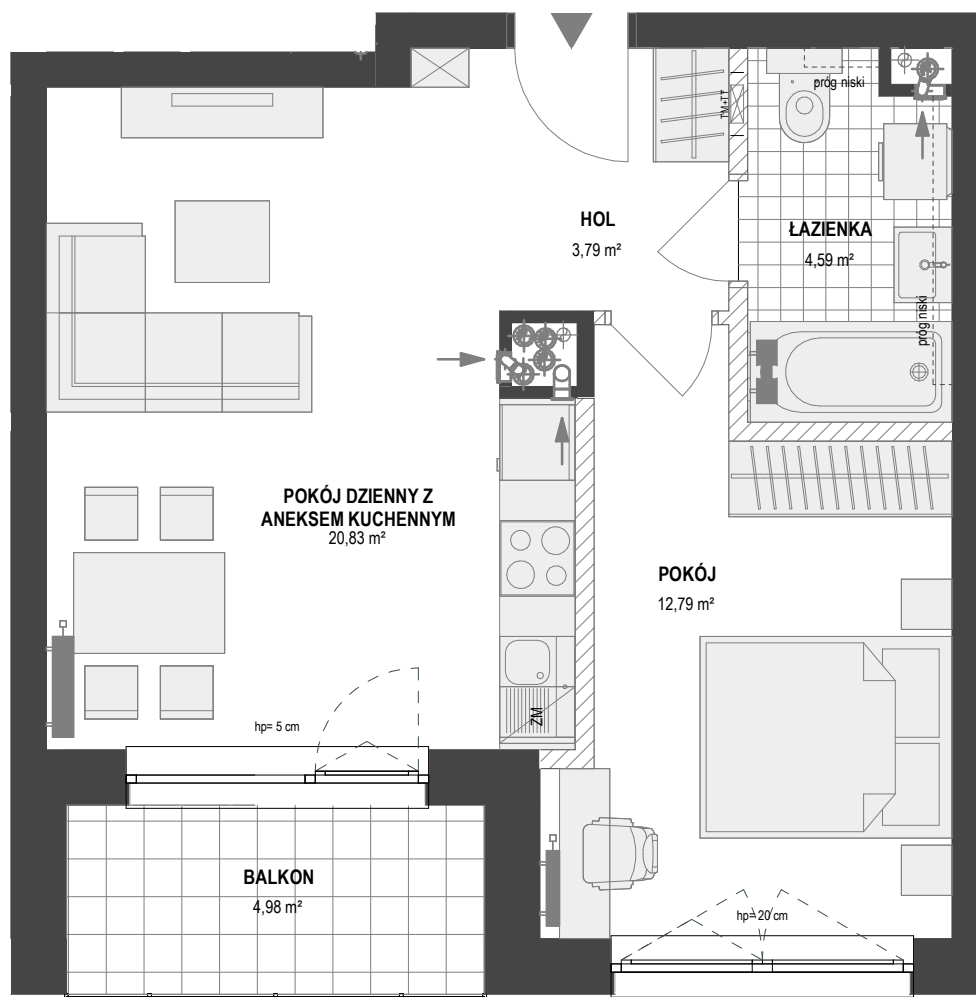 próg niski
TM+TT
HOL
3,79 m²
ŁAZIENKA
4,59 m²
próg niski
POKÓJ DZIENNY Z
ANEKSEM KUCHENNYM
20,83 m²
POKÓJ
12,79 m²
ZM
hp= 5 cm
BALKON
4,98 m²
hp= 20 cm